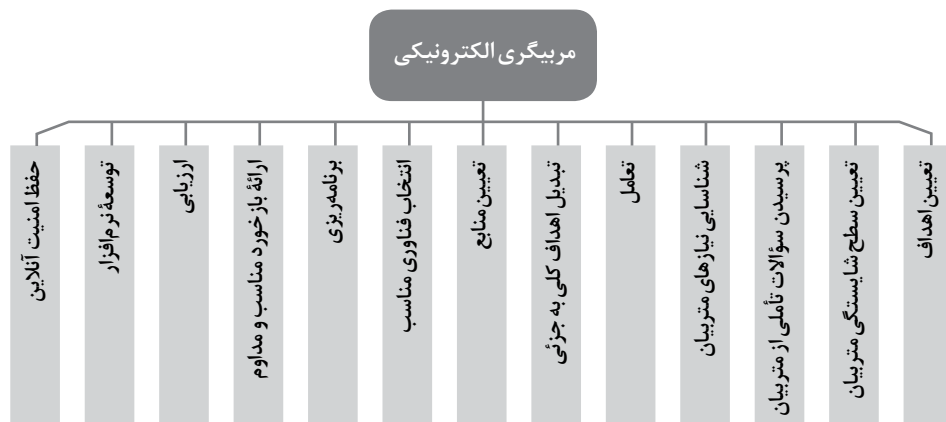 مربیگری الکترونیکی
تعیین اهداف
تعیین سطح شایستگی متربیان
پرسیدن سؤالات تأملی از متربیان
شناسایی نیازهای متربیان
تعامل
تبدیل اهداف کلی به جزئی
تعیین منابع
انتخاب فناوری مناسب
برنامه‌ریزی
ارائهٔ بازخورد مناسب و مداوم
ارزیابی
توسعهٔ نرم‌افزار
حفظ امنیت آنلاین